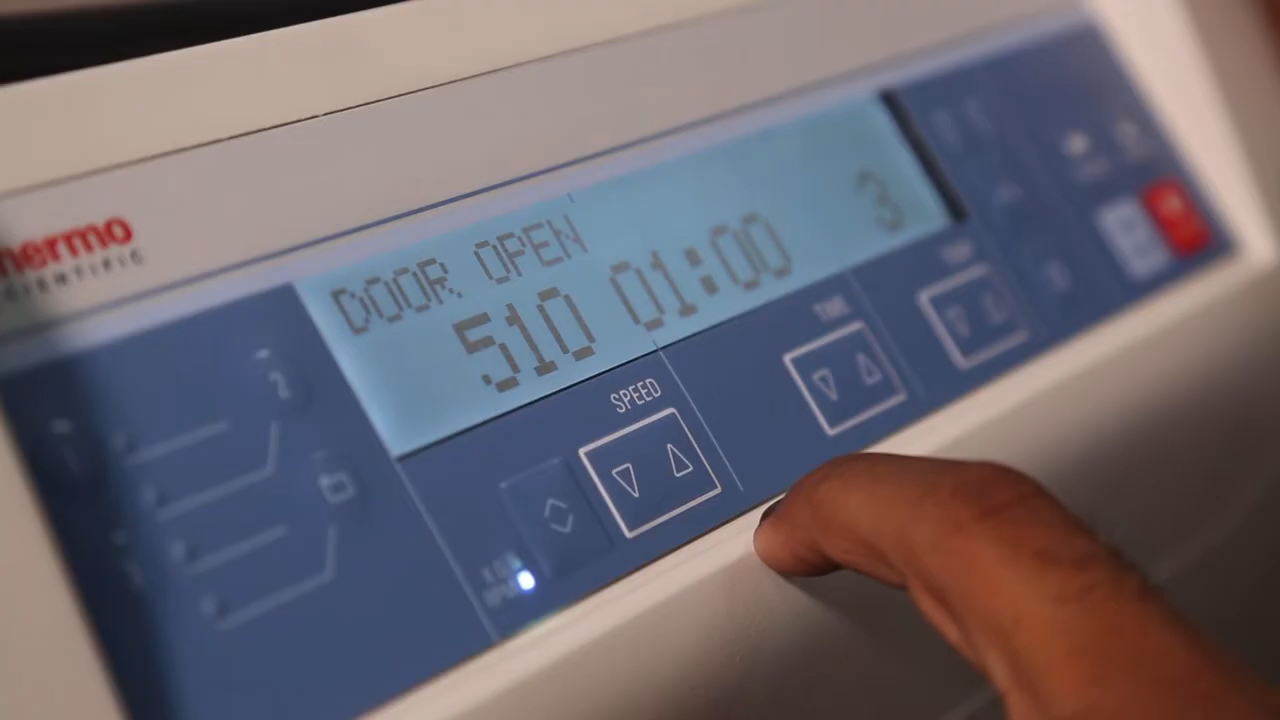 thermo
SCIENTIFIC
DOOR OPEN
510 01:00 3
SPEED
TIME